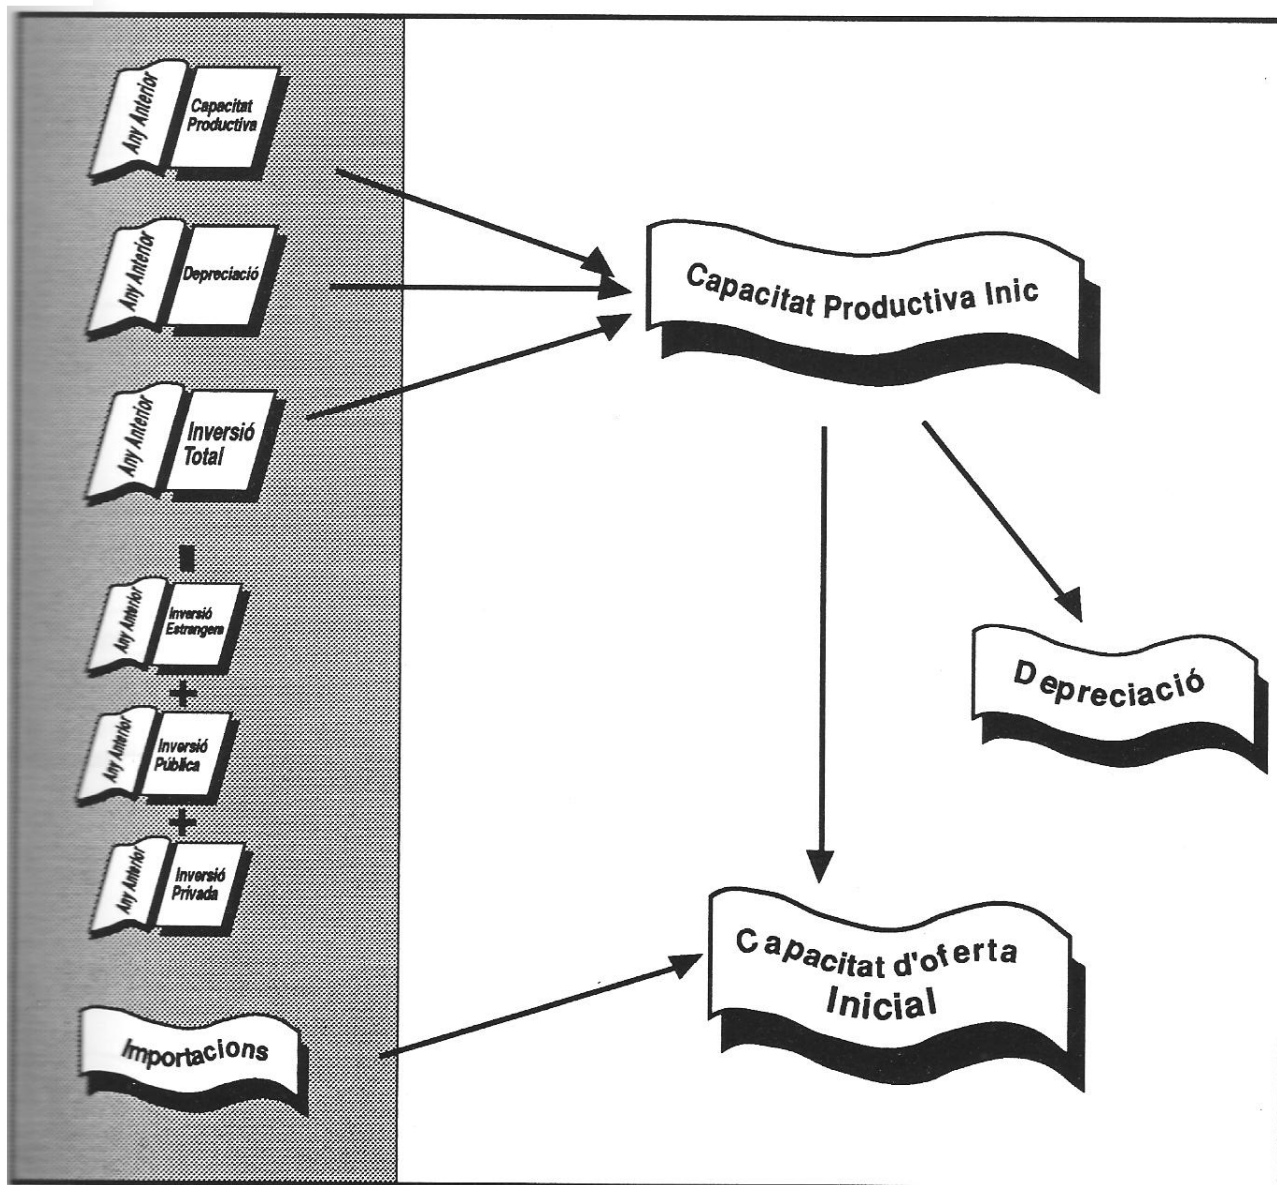 Any Anterior
Capacitat
Productiva
Any Anterior
Depreciació
Any Anterior
Inversió
Total
Any Anterior
Inversió
Estrangera
+
Any Anterior
Inversió
Pública
+
Any Anterior
Inversió
Privada
Importacions
Capacitat Productiva Inic
Depreciació
Capacitat d'oferta
Inicial